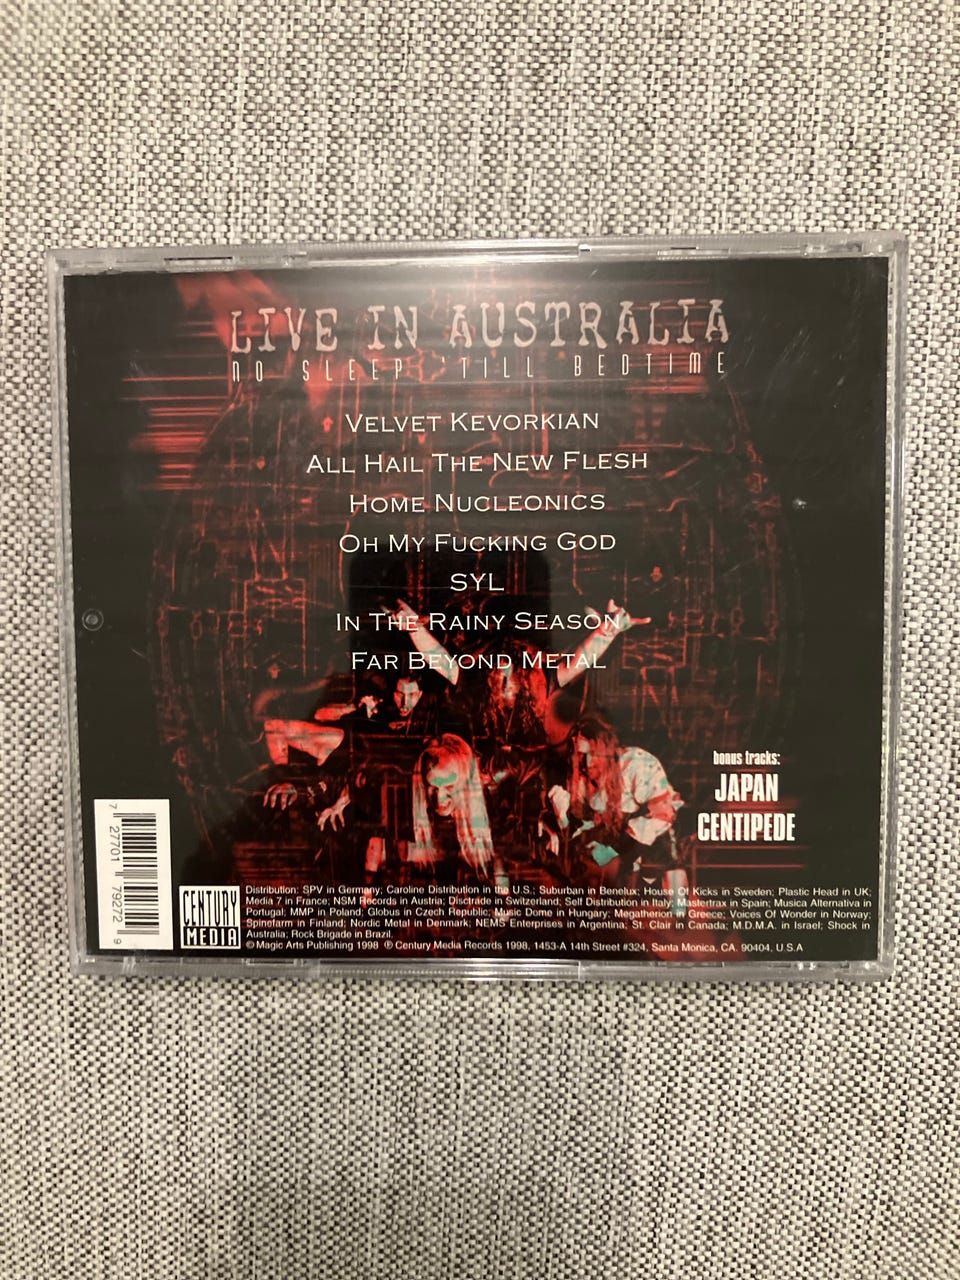 LIVE IN AUSTRALIA
NO SLEEP 'TILL BEDTIME
VELVET KEVORKIAN
ALL HAIL THE NEW FLESH
HOME NUCLEONICS
OH MY FUCKING GOD
SYL
IN THE RAINY SEASON
FAR BEYOND METAL
bonus tracks:
JAPAN
CENTIPEDE
7 27701 79272 9
CENTURY
MEDIA
Distribution: SPV in Germany; Caroline Distribution in the U.S.; Suburban in Benelux; House Of Kicks in Sweden; Plastic Head in UK;
Media 7 in France; NSM Records in Austria; Disctrade in Switzerland; Self Distribution in Italy; Mastertrax in Spain; Musica Alternativa in
Portugal; MMP in Poland; Globus in Czech Republic; Music Dome in Hungary; Megatherion in Greece; Voices Of Wonder in Norway;
Spinefarm in Finland; Nordic Metal in Denmark; NEMS Enterprises in Argentina; St. Clair in Canada; M.D.M.A. in Israel; Shock in
Australia; Rock Brigade in Brazil.
© Magic Arts Publishing 1998 ℗ Century Media Records 1998, 1453-A 14th Street #324, Santa Monica, CA. 90404, U.S.A